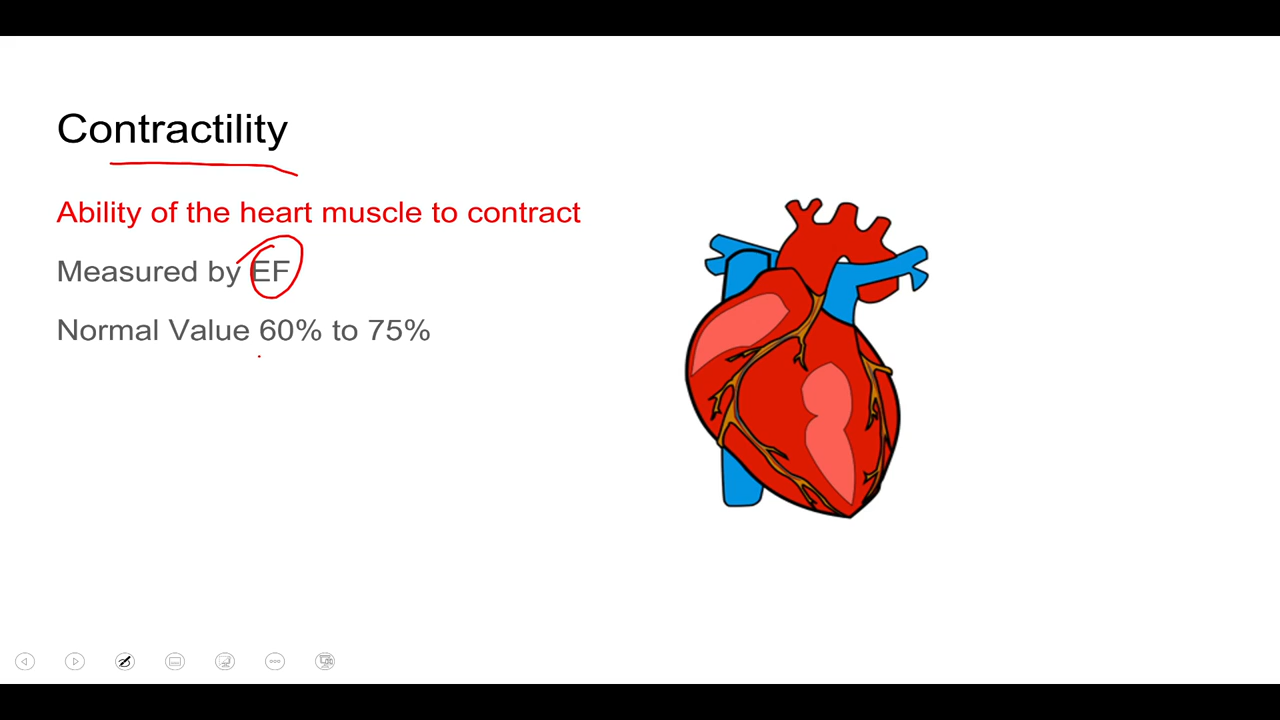 Contractility
Ability of the heart muscle to contract
Measured by EF
Normal Value 60% to 75%